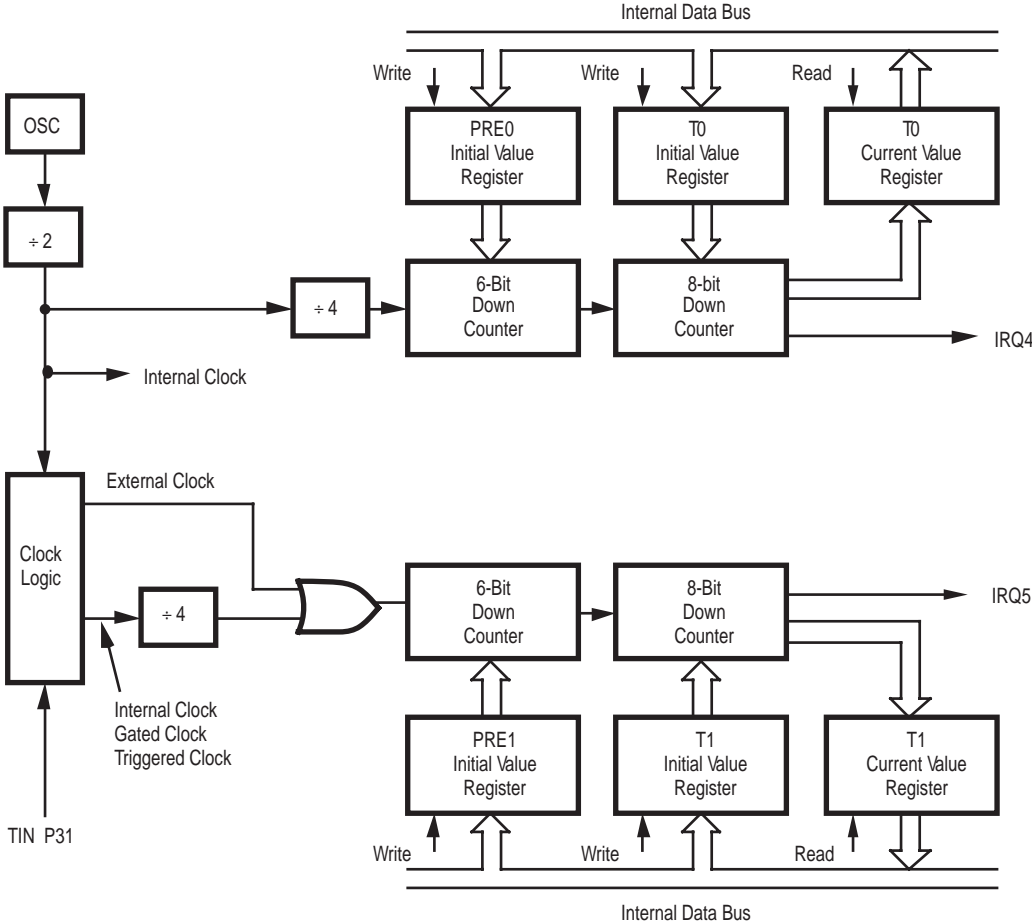 Internal Data Bus
Write
Write
Read
OSC
PRE0
Initial Value
Register
T0
Initial Value
Register
T0
Current Value
Register
÷ 2
÷ 4
6-Bit
Down
Counter
8-bit
Down
Counter
IRQ4
Internal Clock
External Clock
Clock
Logic
÷ 4
6-Bit
Down
Counter
8-Bit
Down
Counter
IRQ5
Internal Clock
Gated Clock
Triggered Clock
PRE1
Initial Value
Register
T1
Initial Value
Register
T1
Current Value
Register
TIN P31
Write
Write
Read
Internal Data Bus